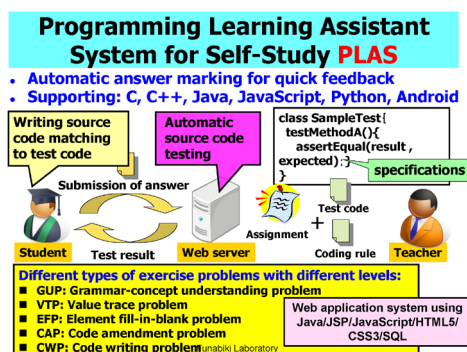 Programming Learning Assistant
System for Self-Study PLAS
• Automatic answer marking for quick feedback
• Supporting: C, C++, Java, JavaScript, Python, Android
Writing source
code matching
to test code
Automatic
source code
testing
class SampleTest{
testMethodA(){
assertEqual(result ,
expected);}
}
specifications
Submission of answer
Test result
Student
Web server
Assignment
+
Test code
Coding rule
Teacher
Different types of exercise problems with different levels:
■ GUP: Grammar-concept understanding problem
■ VTP: Value trace problem
■ EFP: Element fill-in-blank problem
■ CAP: Code amendment problem
■ CWP: Code writing problem
Web application system using
Java/JSP/JavaScript/HTML5/
CSS3/SQL
Funabiki Laboratory